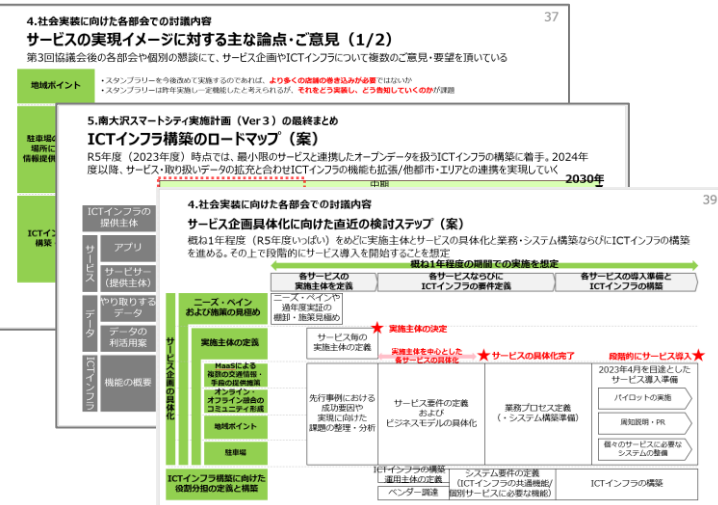 37
4.社会実装に向けた各部会での討議内容
サービスの実現イメージに対する主な論点・ご意見（1/2）
第3回協議会後の各部会や個別の懇談にて、サービス企画やICTインフラについて複数のご意見・要望を頂いている
地域ポイント
・スタンプラリーを今後改めて実施するのであれば、より多くの店舗の巻き込みが必要ではないか
・スタンプラリーは昨年実施し一定機能したと考えられるが、それをどう実装し、どう告知していくのかが課題
駐車場の
場所に
情報提供
ICTイン
構築
5.南大沢スマートシティ実施計画（Ver３）の最終まとめ
ICTインフラ構築のロードマップ（案）
R5年度（2023年度）時点では、最小限のサービスと連携したオープンデータを扱うICTインフラの構築に着手。2024年
度以降、サービス・取り扱いデータの拡充と合わせICTインフラの機能も拡張/他都市・エリアとの連携を実現していく
中期
2030年
ICTインフラの
提供主体
サービス
アプリ
サービサー
（提供主体）
データ
やり取りする
データ
データの
利活用案
ICTインフラ
機能の概要
39
4.社会実装に向けた各部会での討議内容
サービス企画具体化に向けた直近の検討ステップ（案）
概ね1年程度（R5年度いっぱい）をめどに実施主体とサービスの具体化と業務・システム構築ならびにICTインフラの構築
を進める。その上で段階的にサービス導入を開始することを想定
概ね1年程度の期間での実施を想定
各サービスの
実施主体を定義
各サービスならびに
ICTインフラの要件定義
各サービスの導入準備と
ICTインフラの構築
サービス企画の具体化
ニーズ・ペイン
および施策の見極め
ニーズ・ペインや
過年度実証の
棚卸・施策見極め
実施主体の定義
サービス毎の
実施主体の定義
★ 実施主体の決定
実施主体を中心とした
各サービスの具体化
★ サービスの具体化完了
段階的にサービス導入★
MaaSによる
複数の交通情報・
手段の提供施策
オンライン・
オフライン融合の
コミュニティ形成
地域ポイント
駐車場
先行事例における
成功要因や
実現に向けた
課題の整理・分析
サービス要件の定義
および
ビジネスモデルの具体化
業務プロセス定義
（・システム構築準備）
2023年4月を目途とした
サービス導入準備
パイロットの実施
周知説明・PR
個々のサービスに必要な
システムの整備
ICTインフラ構築に向けた
役割分担の定義と構築
ICTインフラの構築
運用主体の定義
ベンダー調達
システム要件の定義
（ICTインフラの共通機能/
個別サービスに必要な機能）
ICTインフラの構築